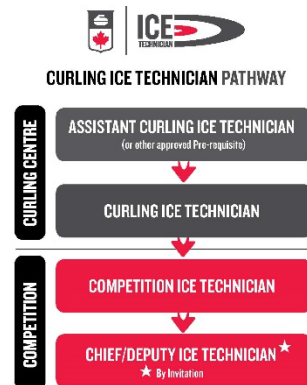 ICE
TECHNICIAN
CURLING ICE TECHNICIAN PATHWAY
CURLING CENTRE
ASSISTANT CURLING ICE TECHNICIAN
(or other approved Pre-requisite)
CURLING ICE TECHNICIAN
COMPETITION
COMPETITION ICE TECHNICIAN
CHIEF/DEPUTY ICE TECHNICIAN ★
★ By Invitation